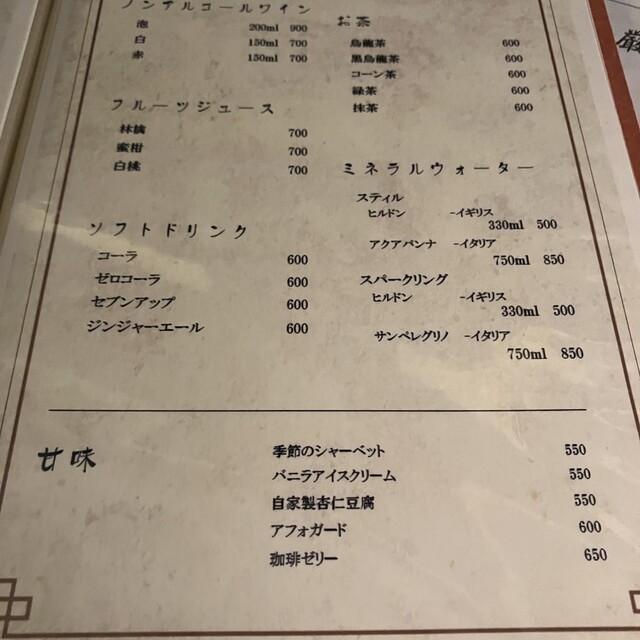 ノンアルコールワイン
泡 200ml 900
白 150ml 700
赤 150ml 700
フルーツジュース
林檎 700
蜜柑 700
白桃 700
ソフトドリンク
コーラ 600
ゼロコーラ 600
セブンアップ 600
ジンジャーエール 600
お茶
烏龍茶 600
黒烏龍茶 600
コーン茶 600
緑茶 600
抹茶 600
ミネラルウォーター
スティル
ヒルドン -イギリス
330ml 500
アクアパンナ -イタリア
750ml 850
スパークリング
ヒルドン -イギリス
330ml 500
サンペレグリノ -イタリア
750ml 850
甘味
季節のシャーベット 550
バニラアイスクリーム 550
自家製杏仁豆腐 550
アフォガード 600
珈琲ゼリー 650